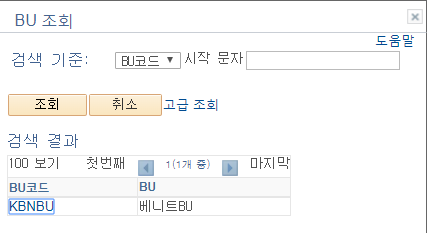 BU 조회
도움말
검색 기준: BU코드 시작 문자
조회 취소 고급 조회
검색 결과
100 보기 첫번째 1(1개 중) 마지막
BU코드 BU
KBNBU 베니트BU